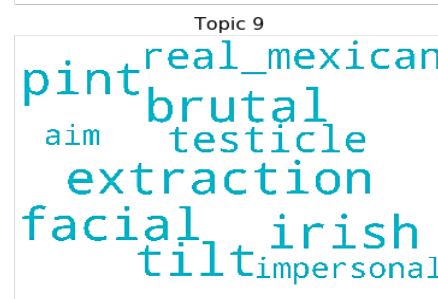 Topic 9
real_mexican
pint
brutal
aim
testicle
extraction
facial
irish
tilt
impersonal